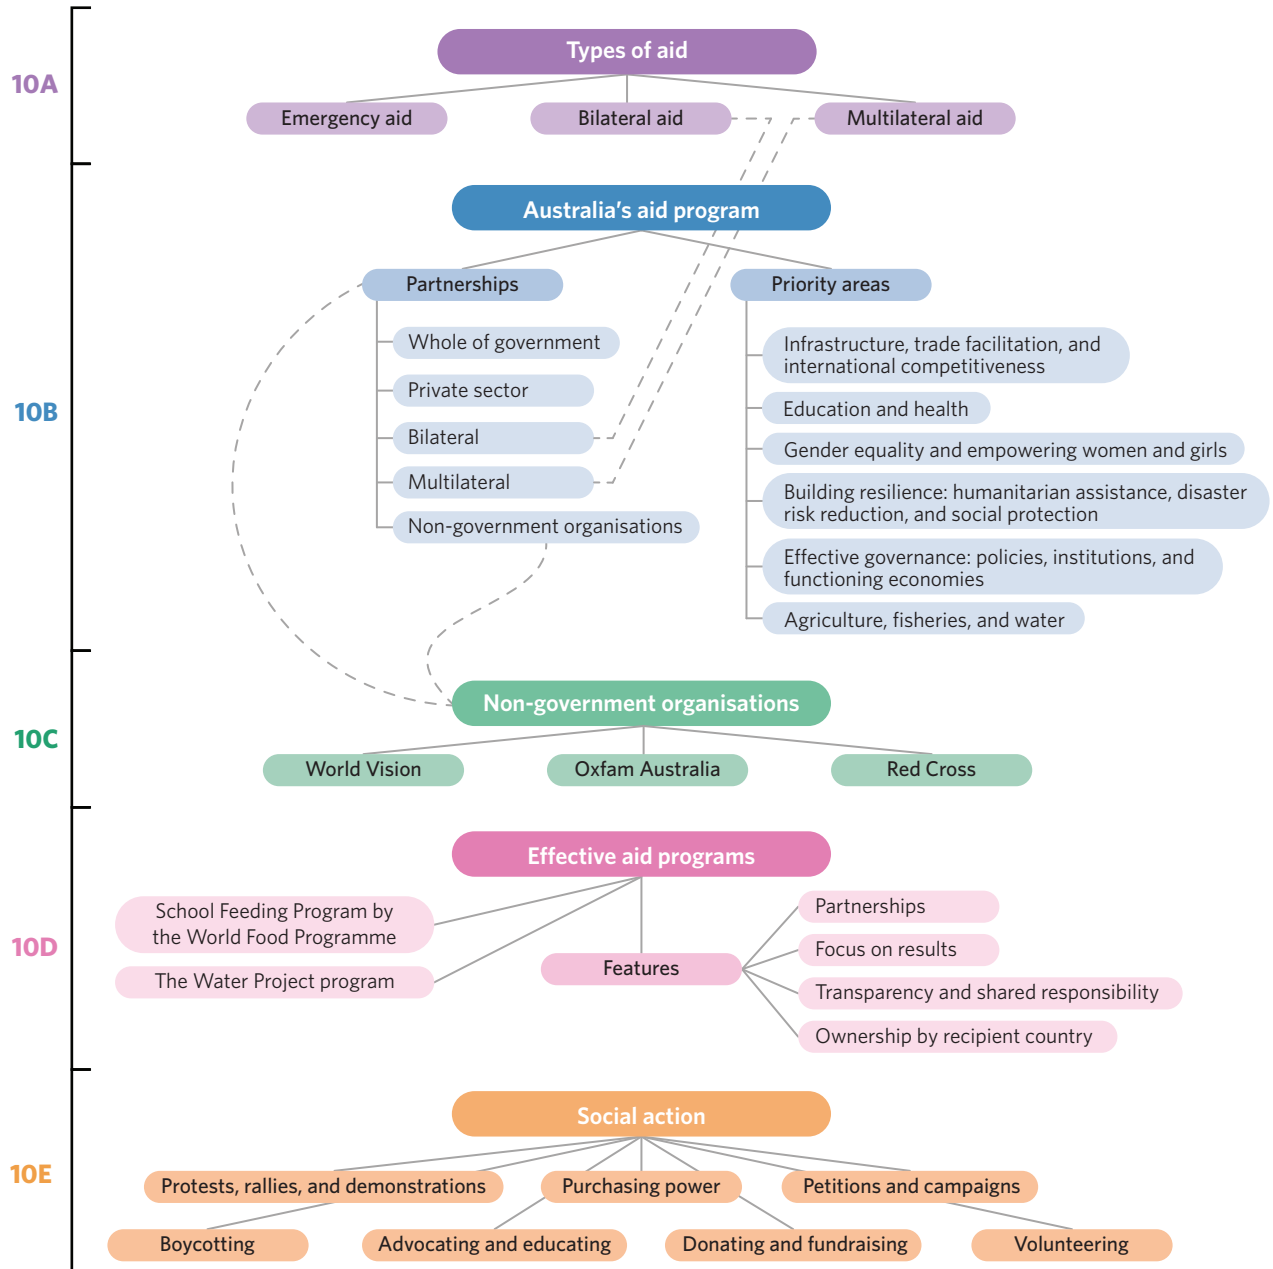 10A
Types of aid
Emergency aid
Bilateral aid
Multilateral aid
10B
Australia’s aid program
Partnerships
Whole of government
Private sector
Bilateral
Multilateral
Non-government organisations
Priority areas
Infrastructure, trade facilitation, and
international competitiveness
Education and health
Gender equality and empowering women and girls
Building resilience: humanitarian assistance, disaster
risk reduction, and social protection
Effective governance: policies, institutions, and
functioning economies
Agriculture, fisheries, and water
10C
Non-government organisations
World Vision
Oxfam Australia
Red Cross
10D
Effective aid programs
School Feeding Program by
the World Food Programme
The Water Project program
Features
Partnerships
Focus on results
Transparency and shared responsibility
Ownership by recipient country
10E
Social action
Protests, rallies, and demonstrations
Purchasing power
Petitions and campaigns
Boycotting
Advocating and educating
Donating and fundraising
Volunteering